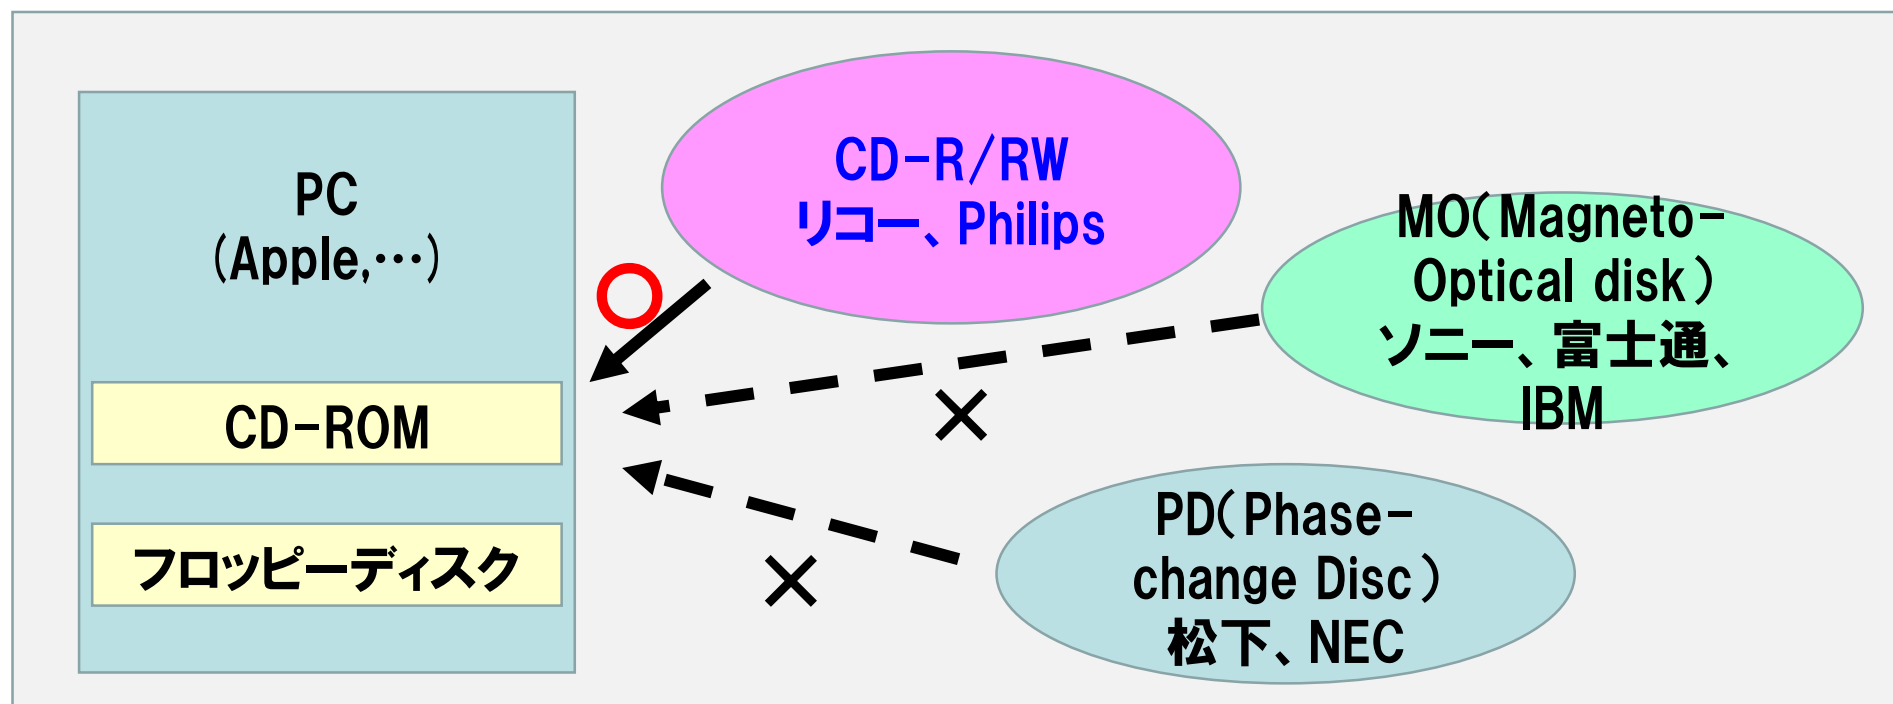 PC
（Apple,…）
CD-ROM
フロッピーディスク
CD-R/RW
リコー、Philips
MO（Magneto-
Optical disk）
ソニー、富士通、
IBM
PD（Phase-
change Disc）
松下、NEC